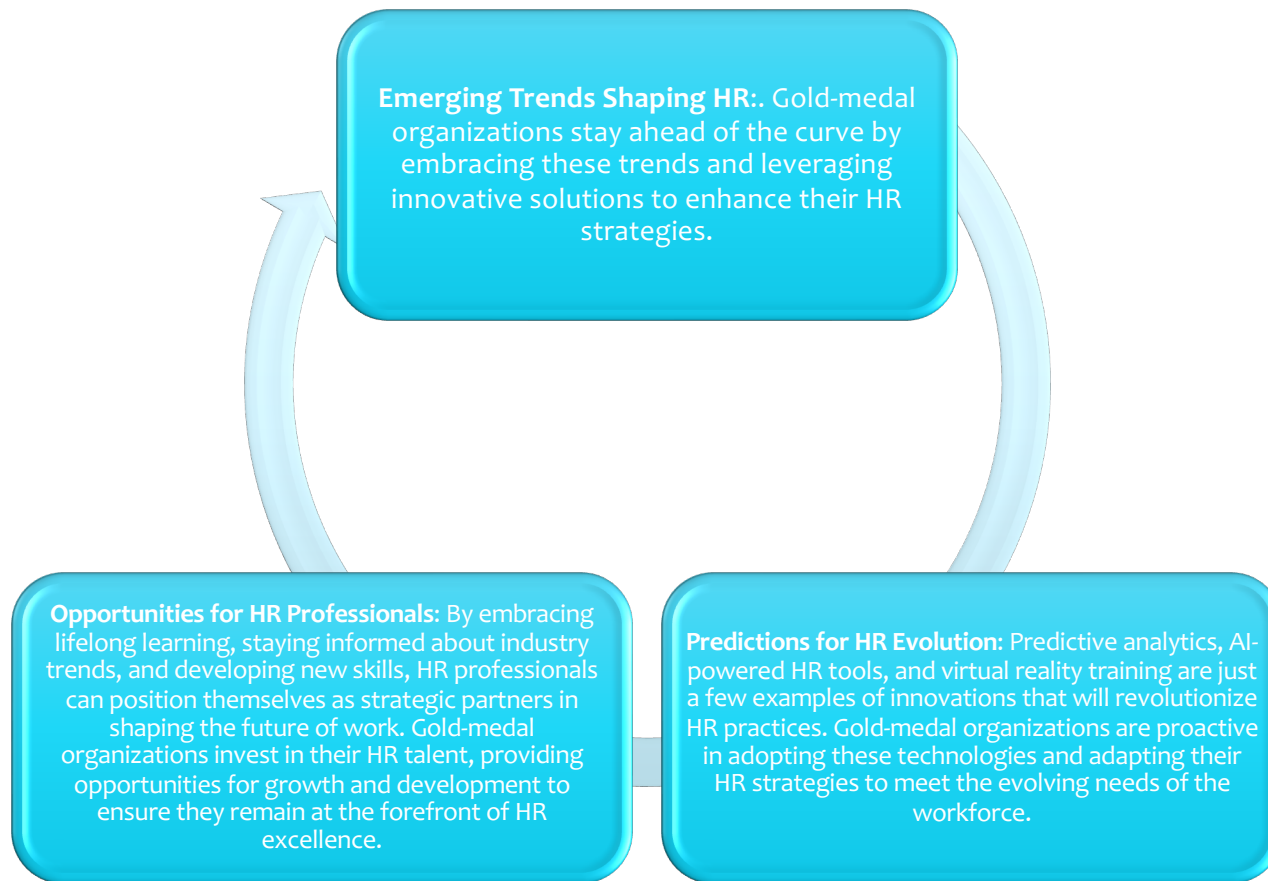 Emerging Trends Shaping HR:. Gold-medal
organizations stay ahead of the curve by
embracing these trends and leveraging
innovative solutions to enhance their HR
strategies.
Opportunities for HR Professionals: By embracing
lifelong learning, staying informed about industry
trends, and developing new skills, HR professionals
can position themselves as strategic partners in
shaping the future of work. Gold-medal
organizations invest in their HR talent, providing
opportunities for growth and development to
ensure they remain at the forefront of HR
excellence.
Predictions for HR Evolution: Predictive analytics, AI-
powered HR tools, and virtual reality training are just
a few examples of innovations that will revolutionize
HR practices. Gold-medal organizations are proactive
in adopting these technologies and adapting their
HR strategies to meet the evolving needs of the
workforce.